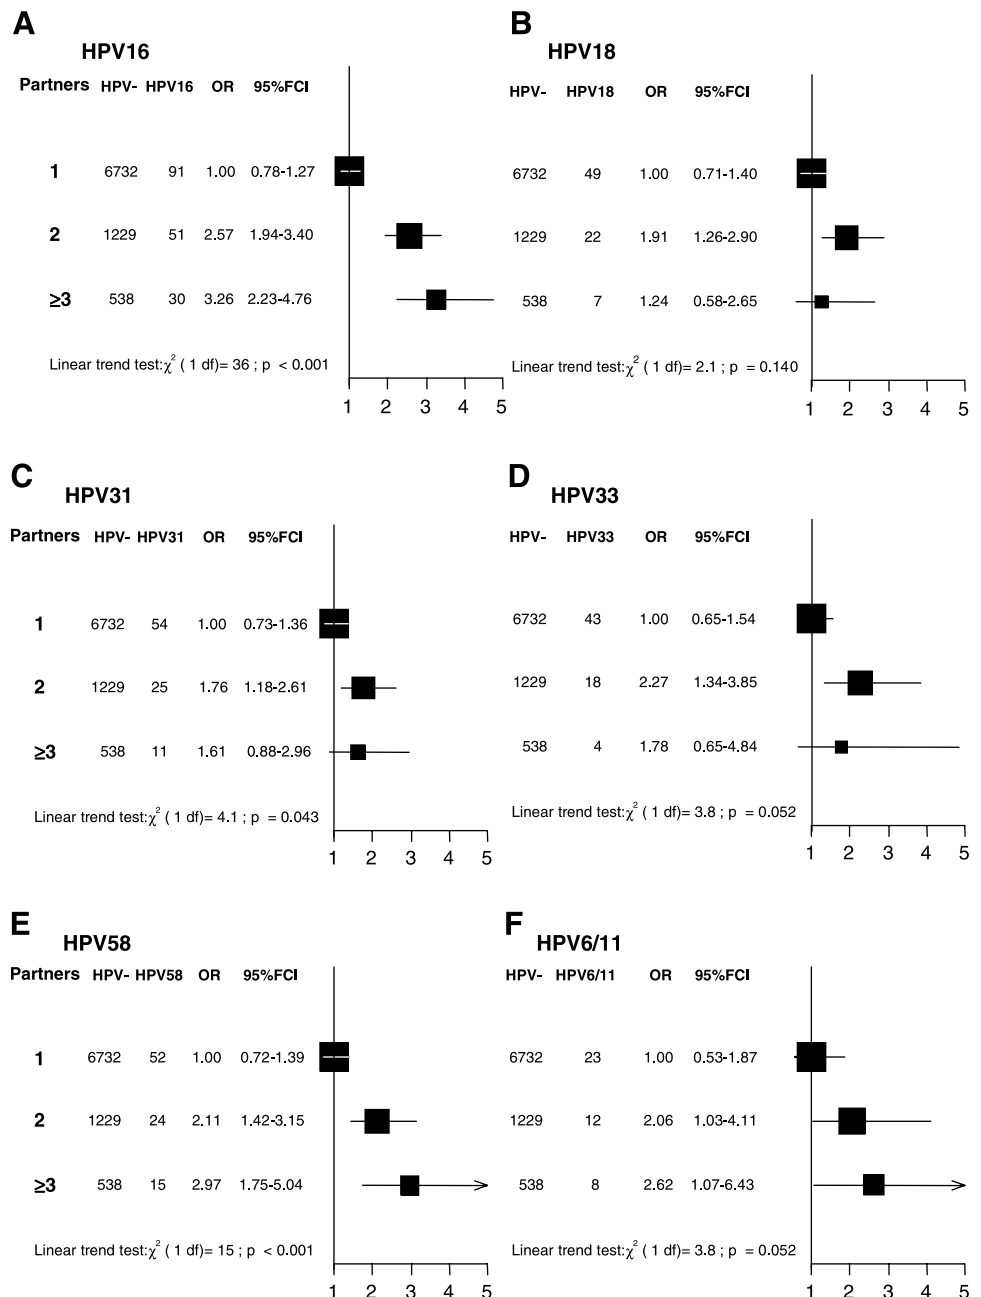 A
HPV16
Partners HPV- HPV16 OR 95%FCI
1 6732 91 1.00 0.78-1.27
2 1229 51 2.57 1.94-3.40
≥3 538 30 3.26 2.23-4.76
Linear trend test:χ² ( 1 df)= 36 ; p < 0.001
1 2 3 4 5
B
HPV18
HPV- HPV18 OR 95%FCI
6732 49 1.00 0.71-1.40
1229 22 1.91 1.26-2.90
538 7 1.24 0.58-2.65
Linear trend test:χ² ( 1 df)= 2.1 ; p = 0.140
1 2 3 4 5
C
HPV31
Partners HPV- HPV31 OR 95%FCI
1 6732 54 1.00 0.73-1.36
2 1229 25 1.76 1.18-2.61
≥3 538 11 1.61 0.88-2.96
Linear trend test:χ² ( 1 df)= 4.1 ; p = 0.043
1 2 3 4 5
D
HPV33
HPV- HPV33 OR 95%FCI
6732 43 1.00 0.65-1.54
1229 18 2.27 1.34-3.85
538 4 1.78 0.65-4.84
Linear trend test:χ² ( 1 df)= 3.8 ; p = 0.052
1 2 3 4 5
E
HPV58
Partners HPV- HPV58 OR 95%FCI
1 6732 52 1.00 0.72-1.39
2 1229 24 2.11 1.42-3.15
≥3 538 15 2.97 1.75-5.04
Linear trend test:χ² ( 1 df)= 15 ; p < 0.001
1 2 3 4 5
F
HPV6/11
HPV- HPV6/11 OR 95%FCI
6732 23 1.00 0.53-1.87
1229 12 2.06 1.03-4.11
538 8 2.62 1.07-6.43
Linear trend test:χ² ( 1 df)= 3.8 ; p = 0.052
1 2 3 4 5